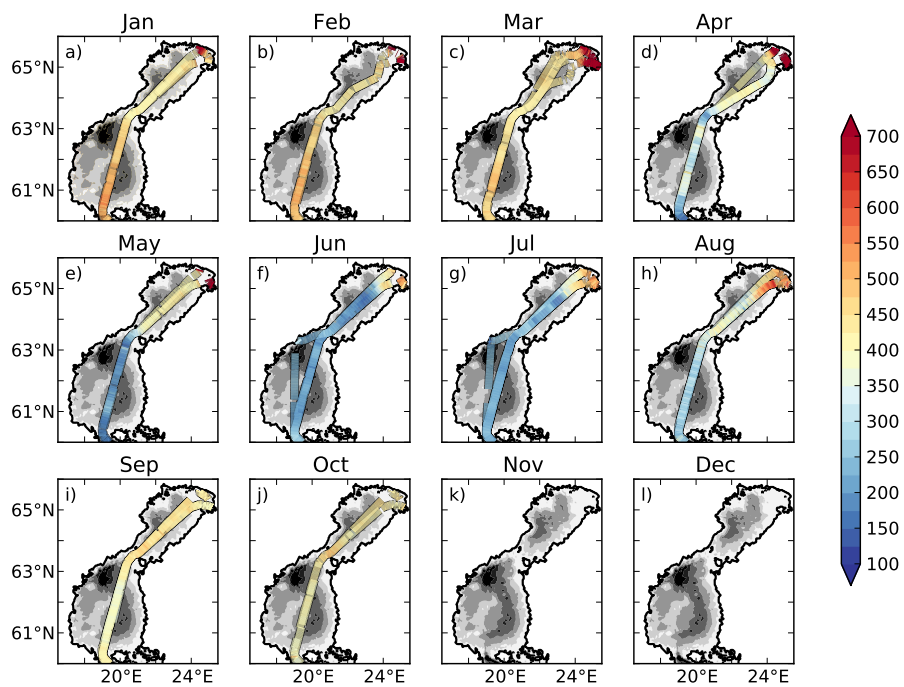 Jan Feb Mar Apr
a) b) c) d)
65°N
63°N
61°N
May Jun Jul Aug
e) f) g) h)
65°N
63°N
61°N
Sep Oct Nov Dec
i) j) k) l)
65°N
63°N
61°N
20°E 24°E 20°E 24°E 20°E 24°E 20°E 24°E
700
650
600
550
500
450
400
350
300
250
200
150
100